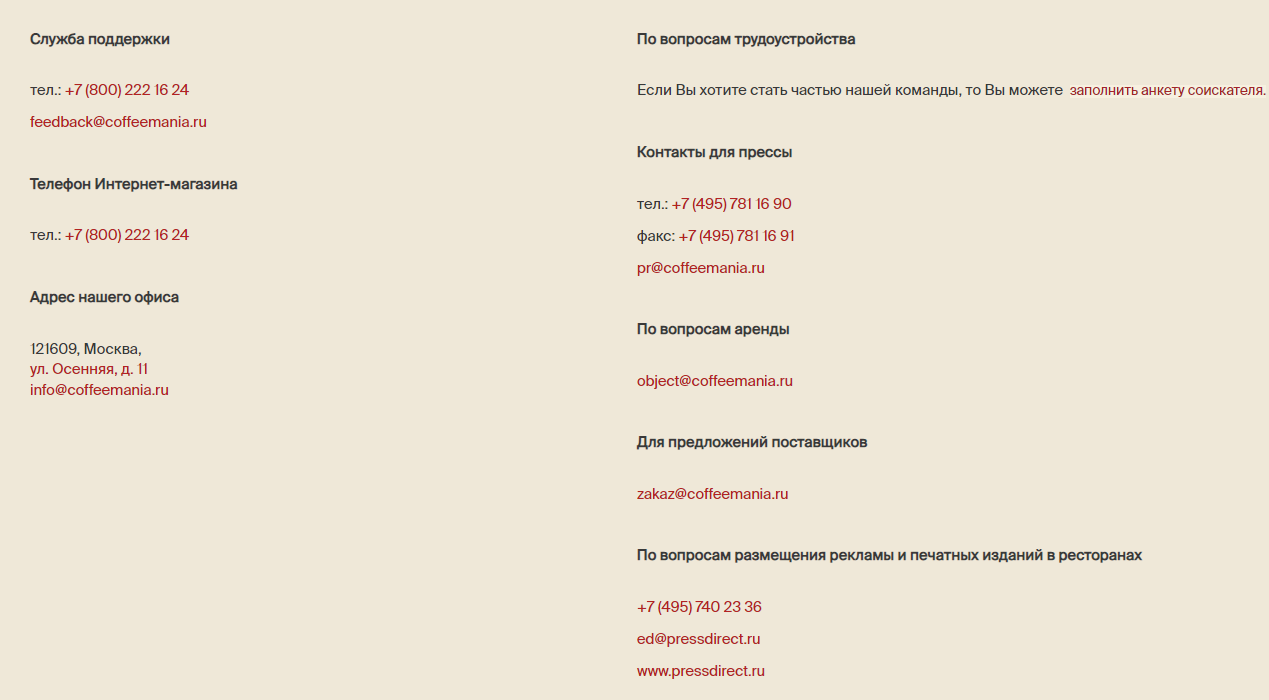 Служба поддержки
тел.: +7 (800) 222 16 24
feedback@coffeemania.ru
Телефон Интернет-магазина
тел.: +7 (800) 222 16 24
Адрес нашего офиса
121609, Москва,
ул. Осенняя, д. 11
info@coffeemania.ru
По вопросам трудоустройства
Если Вы хотите стать частью нашей команды, то Вы можете заполнить анкету соискателя.
Контакты для прессы
тел.: +7 (495) 781 16 90
факс: +7 (495) 781 16 91
pr@coffeemania.ru
По вопросам аренды
object@coffeemania.ru
Для предложений поставщиков
zakaz@coffeemania.ru
По вопросам размещения рекламы и печатных изданий в ресторанах
+7 (495) 740 23 36
ed@pressdirect.ru
www.pressdirect.ru